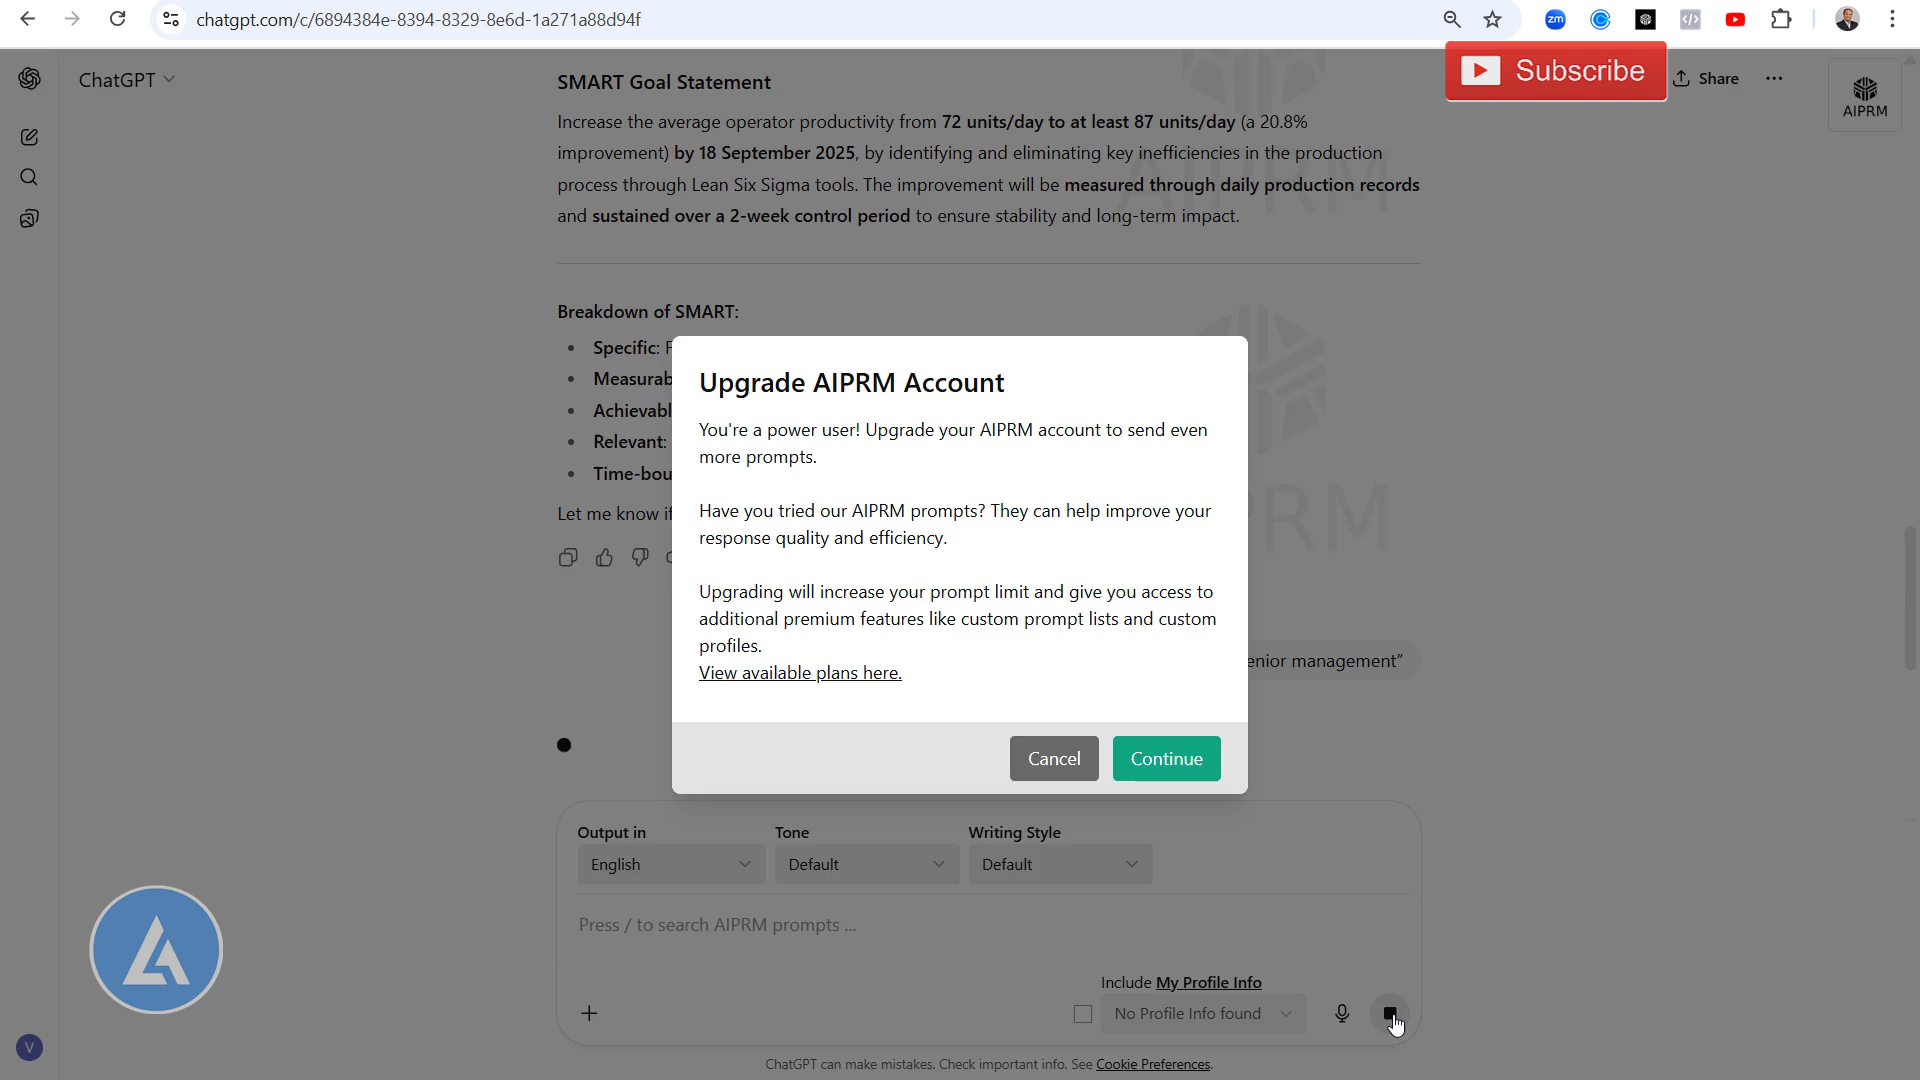 chatgpt.com/c/6894384e-8394-8329-8e6d-1a271a88d94f
zm
Subscribe
ChatGPT
Share
AIPRM
SMART Goal Statement
Increase the average operator productivity from 72 units/day to at least 87 units/day (a 20.8%
improvement) by 18 September 2025, by identifying and eliminating key inefficiencies in the production
process through Lean Six Sigma tools. The improvement will be measured through daily production records
and sustained over a 2-week control period to ensure stability and long-term impact.
AIPRM
Breakdown of SMART:
Specific: F
Measurab
Achievabl
Relevant:
Time-bou
Let me know if
PRM
Upgrade AIPRM Account
You're a power user! Upgrade your AIPRM account to send even
more prompts.
Have you tried our AIPRM prompts? They can help improve your
response quality and efficiency.
Upgrading will increase your prompt limit and give you access to
additional premium features like custom prompt lists and custom
profiles.
View available plans here.
enior management”
Cancel
Continue
Output in
Tone
Writing Style
English
Default
Default
Press / to search AIPRM prompts ...
Include My Profile Info
No Profile Info found
V
ChatGPT can make mistakes. Check important info. See Cookie Preferences.